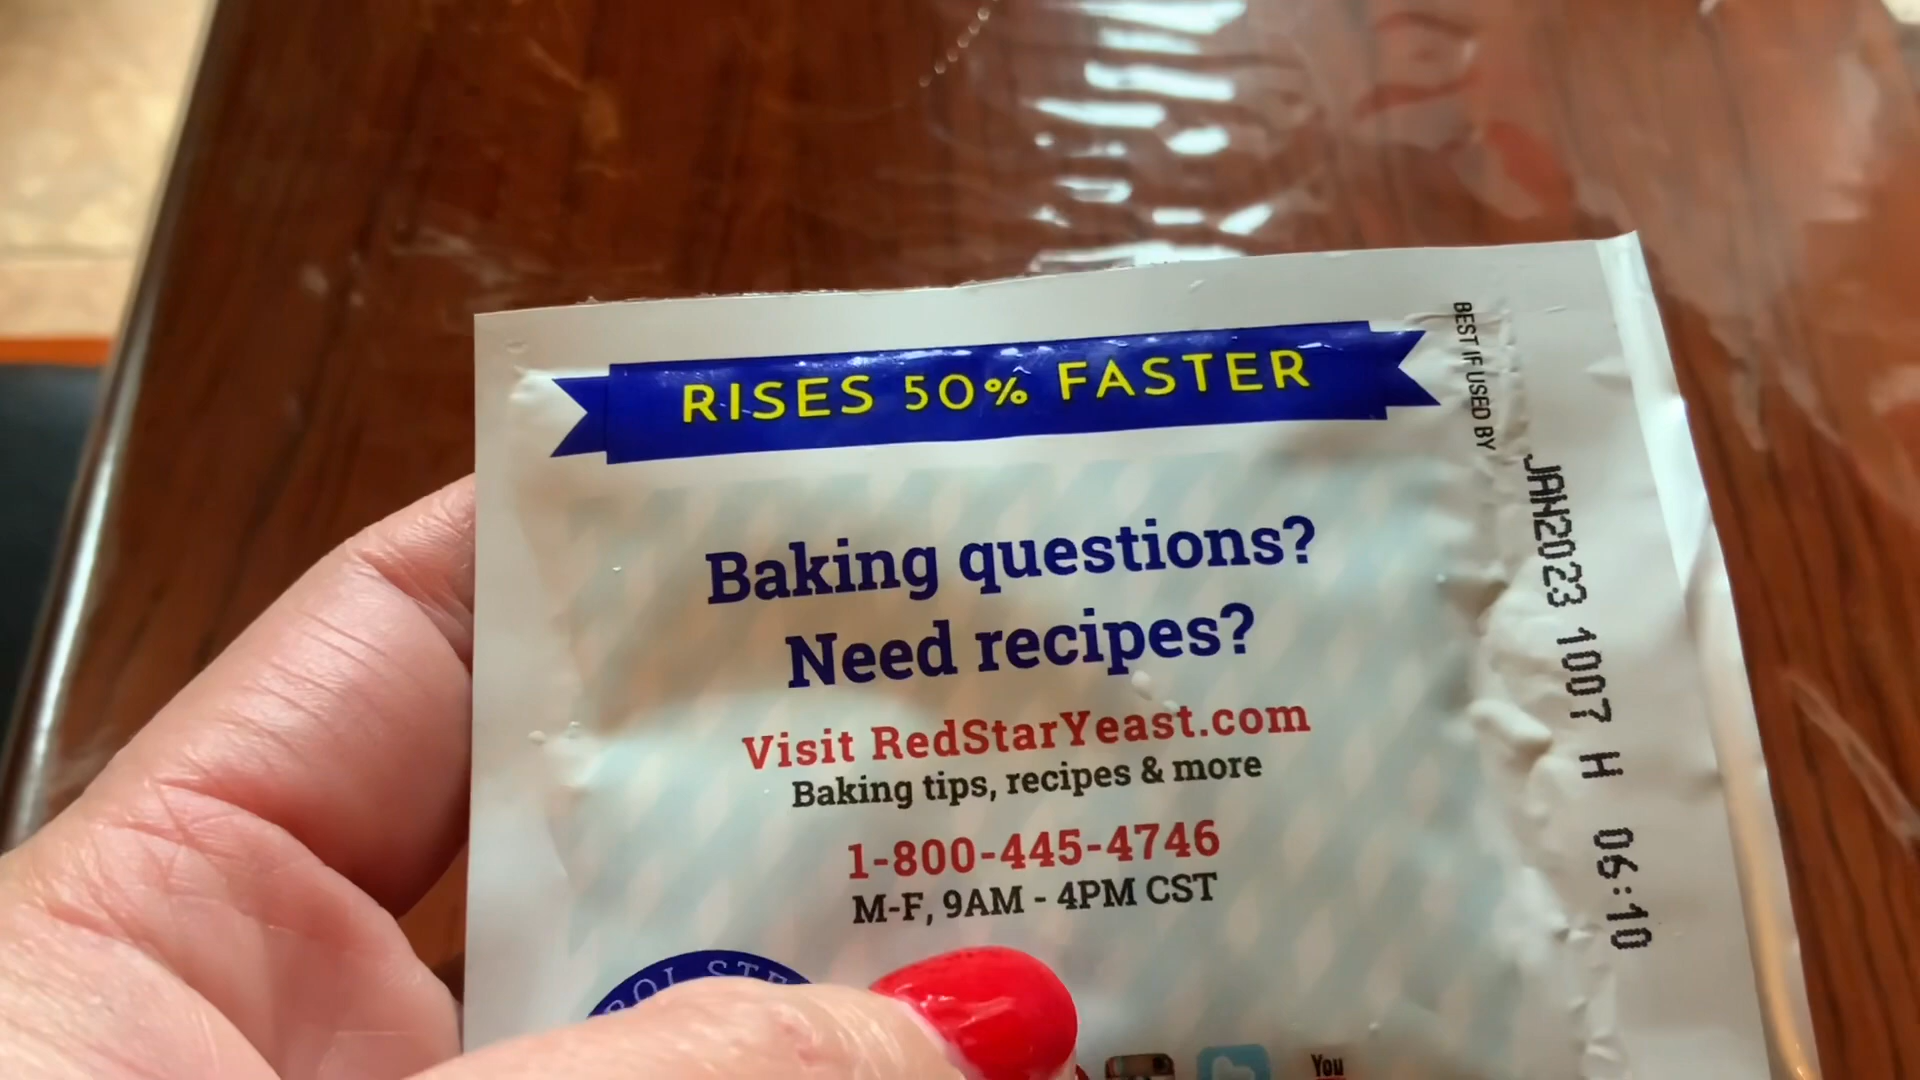 RISES 50% FASTER
BEST IF USED BY
JAN2023 1007 H 06:10
Baking questions?
Need recipes?
Visit RedStarYeast.com
Baking tips, recipes & more
1-800-445-4746
M-F, 9AM - 4PM CST
You